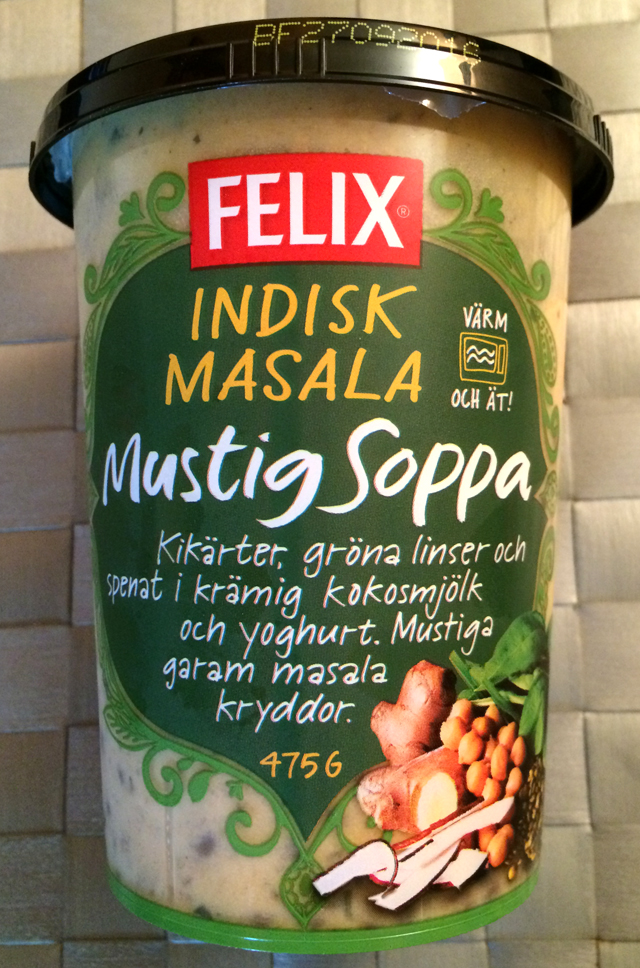 BF27092016
FELIX®
INDISK
MASALA
VÄRM
OCH ÄT!
Mustig Soppa
Kikärter, gröna linser och
spenat i krämig kokosmjölk
och yoghurt. Mustiga
garam masala
kryddor.
475G